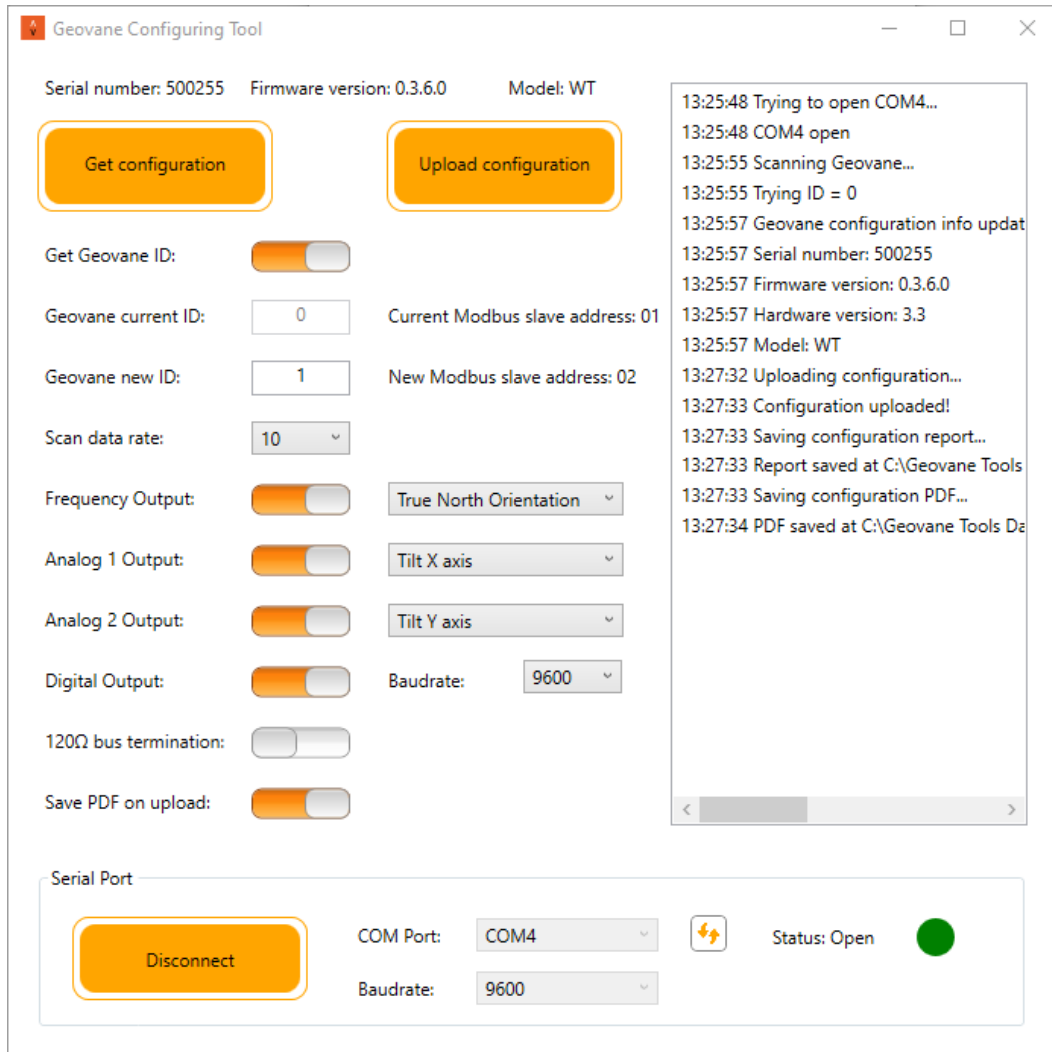 Geovane Configuring Tool
Serial number: 500255 Firmware version: 0.3.6.0 Model: WT
Get configuration Upload configuration
Get Geovane ID:
Geovane current ID: 0 Current Modbus slave address: 01
Geovane new ID: 1 New Modbus slave address: 02
Scan data rate: 10
Frequency Output: True North Orientation
Analog 1 Output: Tilt X axis
Analog 2 Output: Tilt Y axis
Digital Output: Baudrate: 9600
120Ω bus termination:
Save PDF on upload:
13:25:48 Trying to open COM4...
13:25:48 COM4 open
13:25:55 Scanning Geovane...
13:25:55 Trying ID = 0
13:25:57 Geovane configuration info updat
13:25:57 Serial number: 500255
13:25:57 Firmware version: 0.3.6.0
13:25:57 Hardware version: 3.3
13:25:57 Model: WT
13:27:32 Uploading configuration...
13:27:33 Configuration uploaded!
13:27:33 Saving configuration report...
13:27:33 Report saved at C:\Geovane Tools
13:27:33 Saving configuration PDF...
13:27:34 PDF saved at C:\Geovane Tools Da
Serial Port
Disconnect
COM Port: COM4 Status: Open
Baudrate: 9600